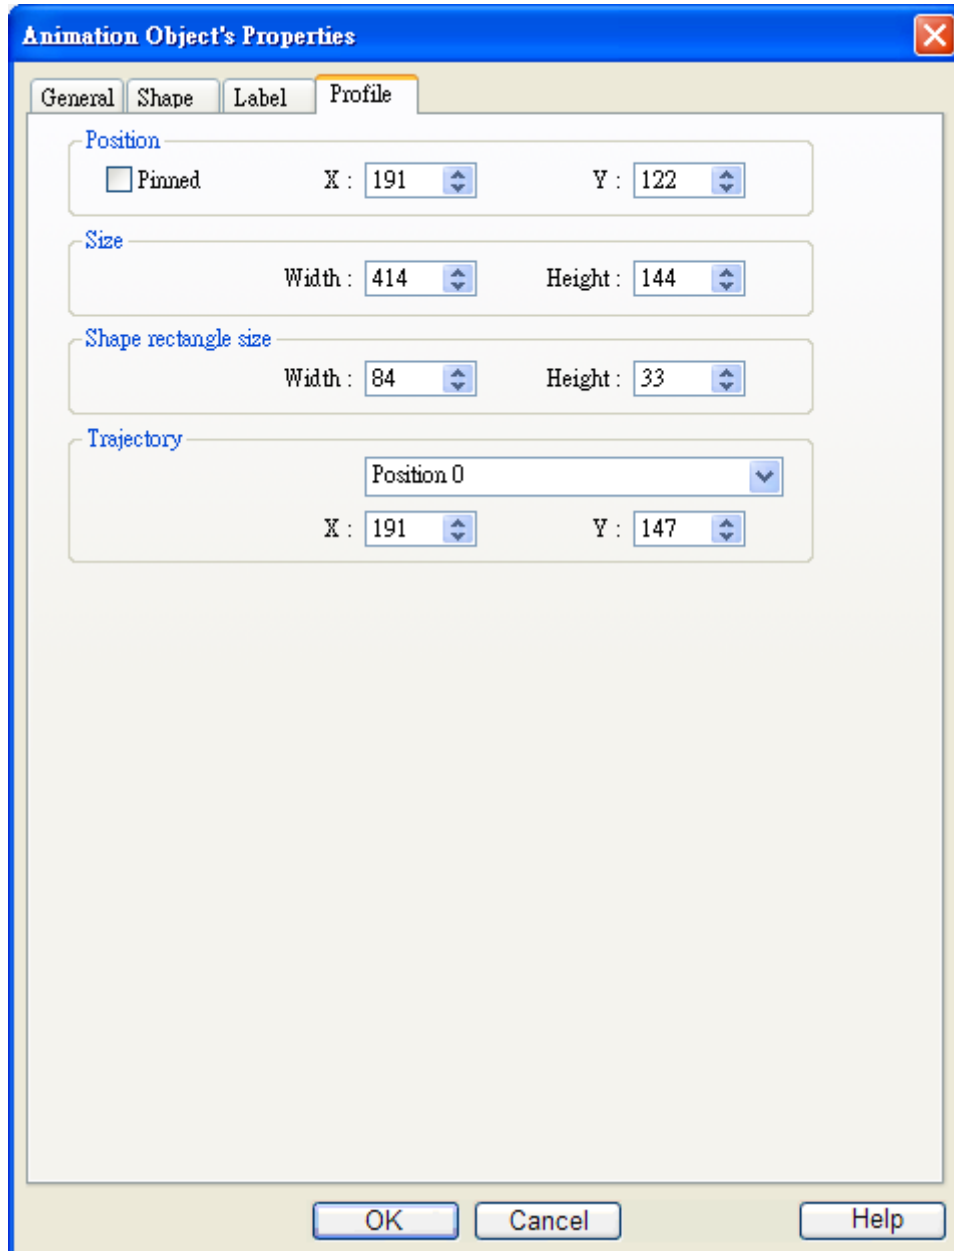 Animation Object's Properties
General Shape Label Profile
Position
Pinned X : 191 Y : 122
Size
Width : 414 Height : 144
Shape rectangle size
Width : 84 Height : 33
Trajectory
Position 0
X : 191 Y : 147
OK Cancel Help